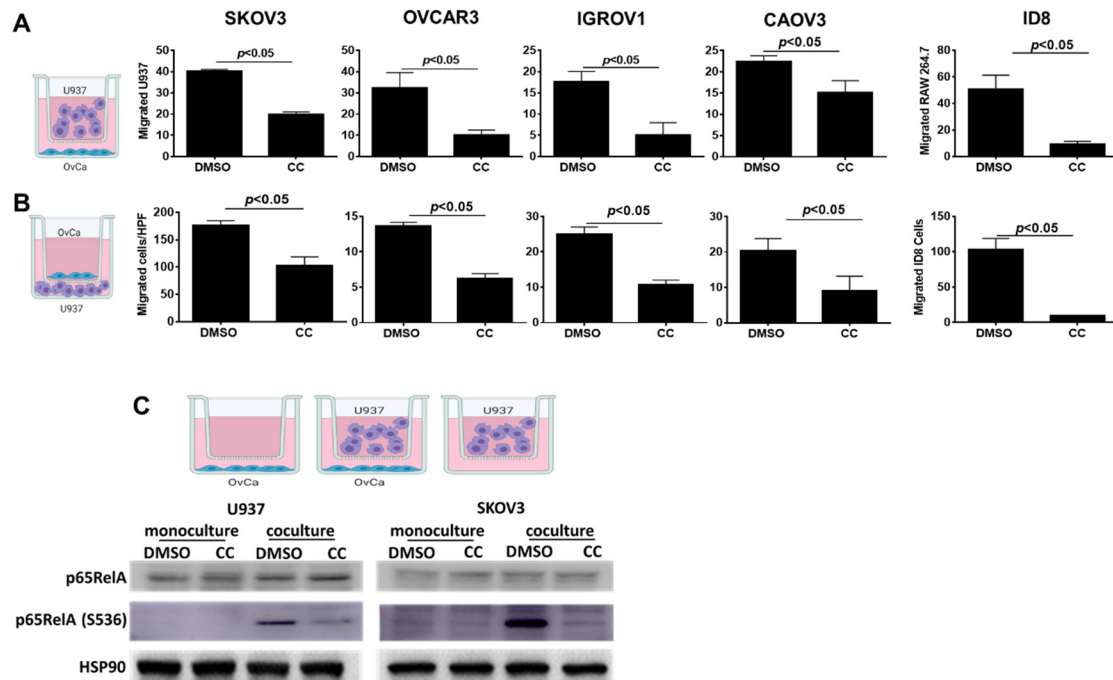 A
SKOV3
OVCAR3
IGROV1
CAOV3
ID8
U937
OvCa
Migrated U937
50
40
30
20
10
0
p<0.05
DMSO
CC
50
40
30
20
10
0
p<0.05
DMSO
CC
25
20
15
10
5
0
p<0.05
DMSO
CC
25
20
15
10
5
0
p<0.05
DMSO
CC
Migrated RAW 264.7
80
60
40
20
0
p<0.05
DMSO
CC
B
OvCa
U937
Migrated cells/HPF
200
150
100
50
0
p<0.05
DMSO
CC
15
10
5
0
p<0.05
DMSO
CC
30
20
10
0
p<0.05
DMSO
CC
30
20
10
0
p<0.05
DMSO
CC
Migrated ID8 Cells
150
100
50
0
p<0.05
DMSO
CC
C
OvCa
U937
OvCa
U937
U937
SKOV3
monoculture coculture
monoculture coculture
DMSO CC DMSO CC
DMSO CC DMSO CC
p65RelA
p65RelA (S536)
HSP90